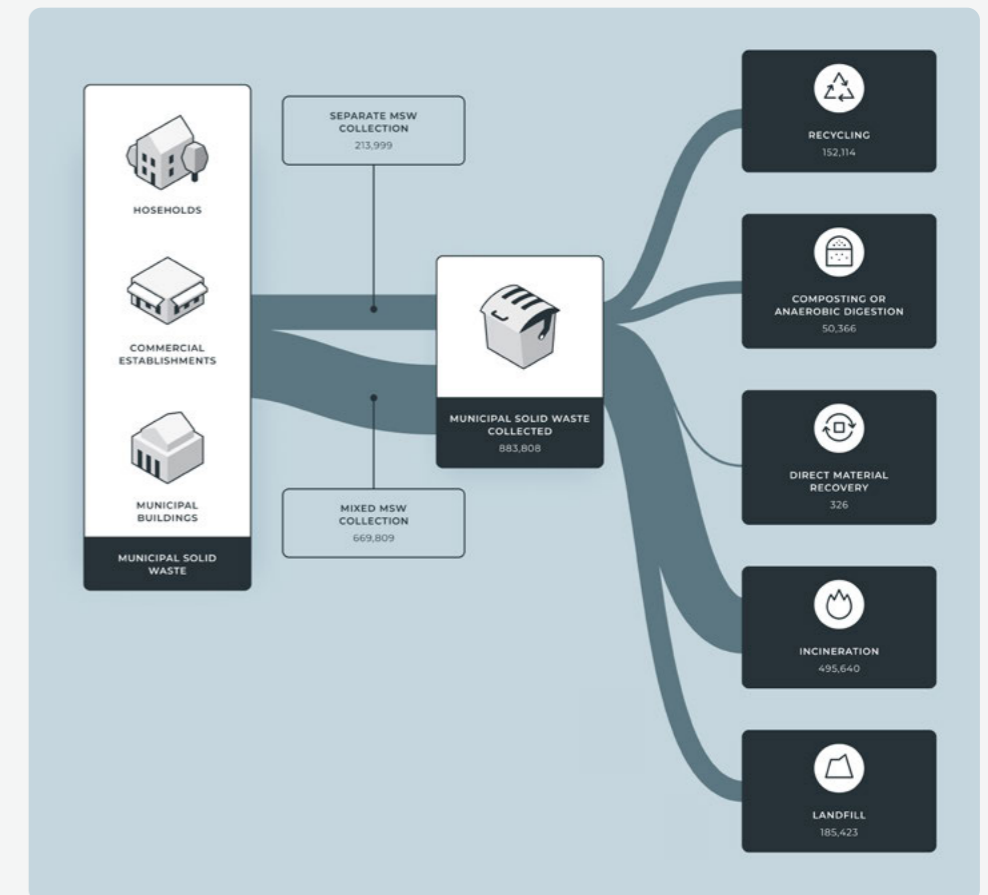 HOSEHOLDS
COMMERCIAL
ESTABLISHMENTS
MUNICIPAL
BUILDINGS
MUNICIPAL SOLID
WASTE
SEPARATE MSW
COLLECTION
213,999
MIXED MSW
COLLECTION
669,809
MUNICIPAL SOLID WASTE
COLLECTED
883,808
RECYCLING
152,114
COMPOSTING OR
ANAEROBIC DIGESTION
50,366
DIRECT MATERIAL
RECOVERY
326
INCINERATION
495,640
LANDFILL
185,423